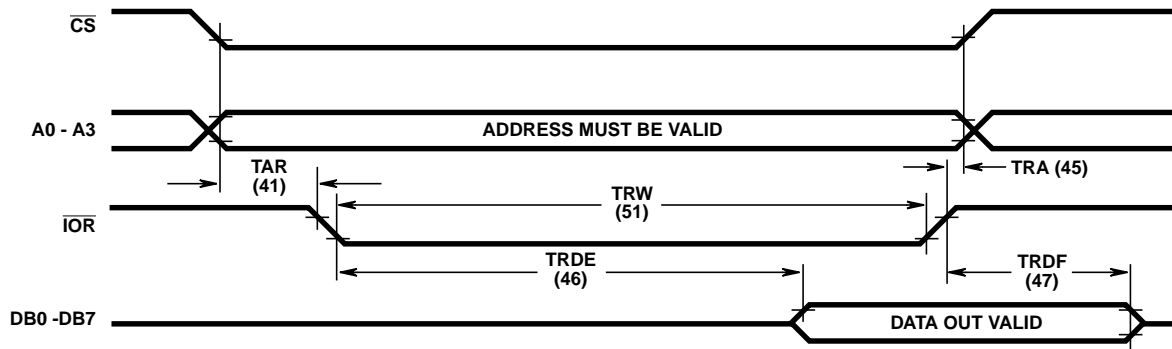 CS
A0 - A3
ADDRESS MUST BE VALID
TAR
(41)
TRA (45)
IOR
TRW
(51)
TRDE
(46)
TRDF
(47)
DB0 -DB7
DATA OUT VALID